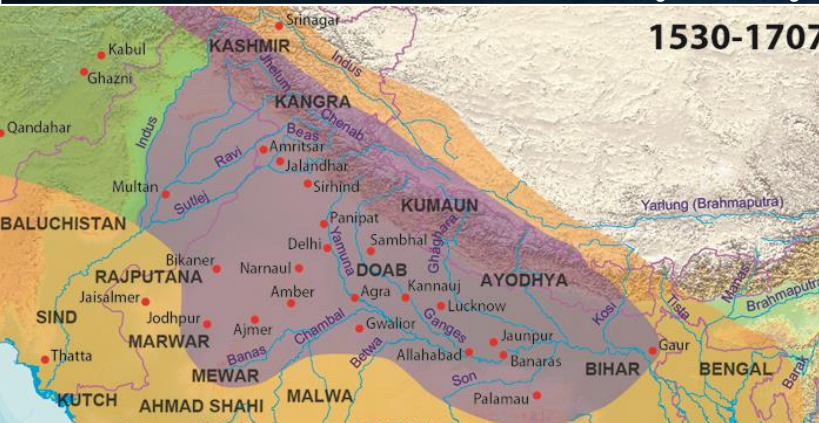 Srinagar
1530-1707
KASHMIR
Kabul
Indus
Ghazni
Jhelum
KANGRA
Chenab
Indus
Beas
Qandahar
Amritsar
Ravi
Jalandhar
Sirhind
Multan
Sutlej
KUMAUN
Yarlung (Brahmaputra)
BALUCHISTAN
Panipat
Ghaghara
Delhi
Yamuna
Sambhal
Bikaner
Narnaul
DOAB
RAJPUTANA
AYODHYA
Manas
Jaisalmer
Amber
Agra
Kannauj
Brahmaputra
Lucknow
Kosi
Tista
SIND
Jodhpur
Ajmer
Chambal
Gwalior
Ganges
MARWAR
Jaunpur
Gaur
Thatta
Banas
Betwa
Allahabad
Banaras
MEWAR
Son
BIHAR
BENGAL
Barak
KUTCH
AHMAD SHAHI
MALWA
Palamau